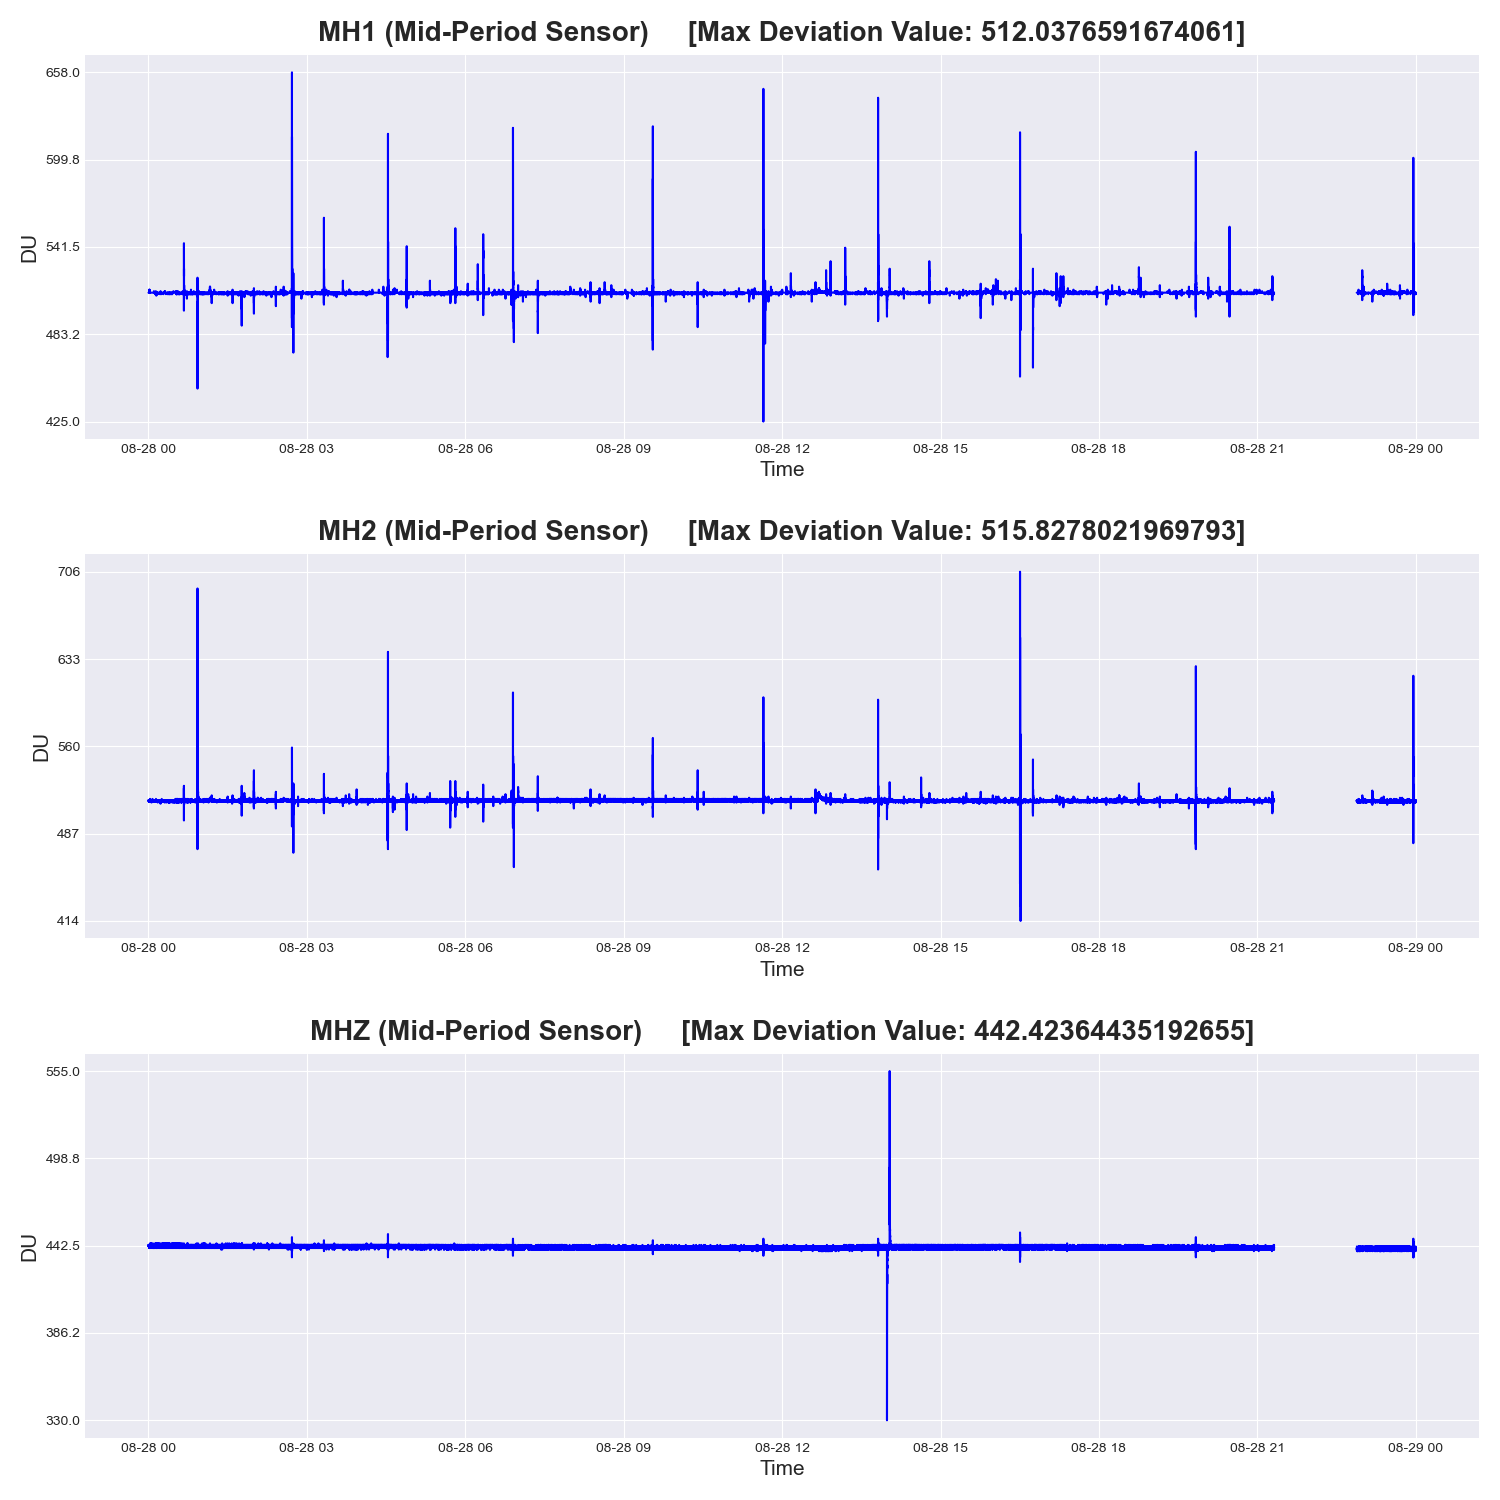 MH1 (Mid-Period Sensor) [Max Deviation Value: 512.0376591674061]
658.0
599.8
541.5
483.2
425.0
DU
08-28 00 08-28 03 08-28 06 08-28 09 08-28 12 08-28 15 08-28 18 08-28 21 08-29 00
Time
MH2 (Mid-Period Sensor) [Max Deviation Value: 515.8278021969793]
706
633
560
487
414
DU
08-28 00 08-28 03 08-28 06 08-28 09 08-28 12 08-28 15 08-28 18 08-28 21 08-29 00
Time
MHZ (Mid-Period Sensor) [Max Deviation Value: 442.42364435192655]
555.0
498.8
442.5
386.2
330.0
DU
08-28 00 08-28 03 08-28 06 08-28 09 08-28 12 08-28 15 08-28 18 08-28 21 08-29 00
Time